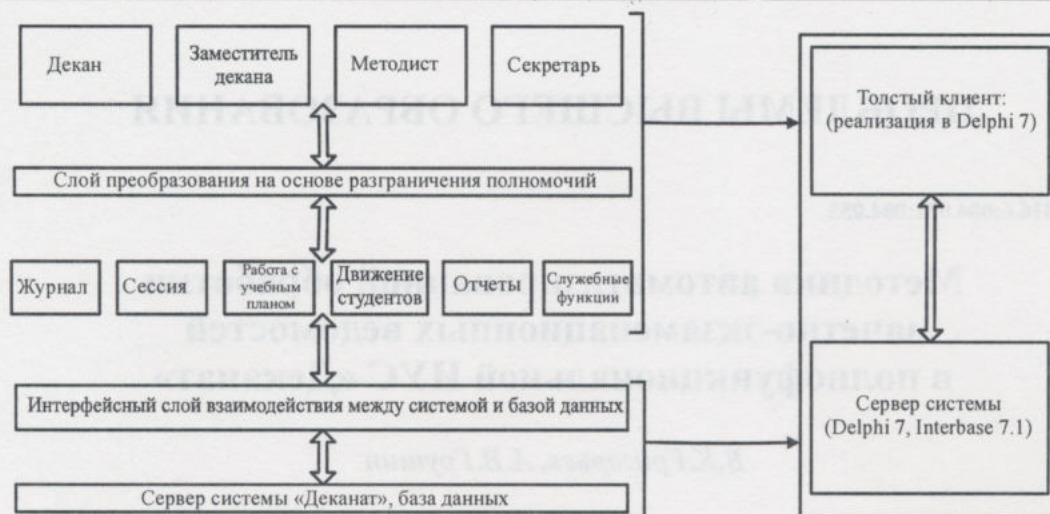 Декан
Заместитель
декана
Методист
Секретарь
Слой преобразования на основе разграничения полномочий
Журнал
Сессия
Работа с
учебным
планом
Движение
студентов
Отчеты
Служебные
функции
Интерфейсный слой взаимодействия между системой и базой данных
Сервер системы «Деканат», база данных
Толстый клиент:
(реализация в Delphi 7)
Сервер системы
(Delphi 7, Interbase 7.1)